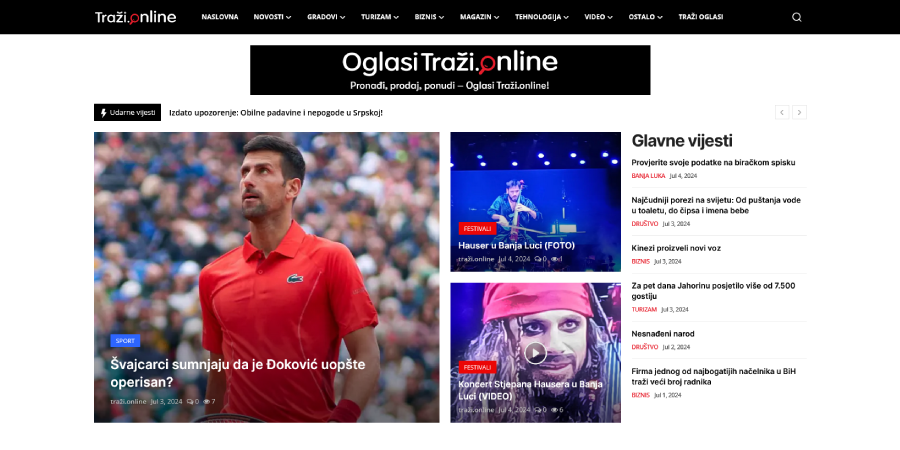 Traži.online
NASLOVNA
NOVOSTI
GRADOVI
TURIZAM
BIZNIS
MAGAZIN
TEHNOLOGIJA
VIDEO
OSTALO
TRAŽI OGLASI
OglasiTraži.online
Pronađi, prodaj, ponudi – Oglasi Traži.online!
Udarne vijesti
Izdato upozorenje: Obilne padavine i nepogode u Srpskoj!
SPORT
Švajcarci sumnjaju da je Đoković uopšte
operisan?
traži.online Jul 3, 2024 0 7
FESTIVALI
Hauser u Banja Luci (FOTO)
traži.online Jul 4, 2024 0 1
FESTIVALI
Koncert Stjepana Hausera u Banja
Luci (VIDEO)
traži.online Jul 4, 2024 0 6
Glavne vijesti
Provjerite svoje podatke na biračkom spisku
BANJA LUKA Jul 4, 2024
Najčudniji porezi na svijetu: Od puštanja vode
u toaletu, do čipsa i imena bebe
DRUŠTVO Jul 3, 2024
Kinezi proizveli novi voz
BIZNIS Jul 3, 2024
Za pet dana Jahorinu posjetilo više od 7.500
gostiju
TURIZAM Jul 3, 2024
Nesnađeni narod
DRUŠTVO Jul 2, 2024
Firma jednog od najbogatijih načelnika u BiH
traži veći broj radnika
BIZNIS Jul 1, 2024